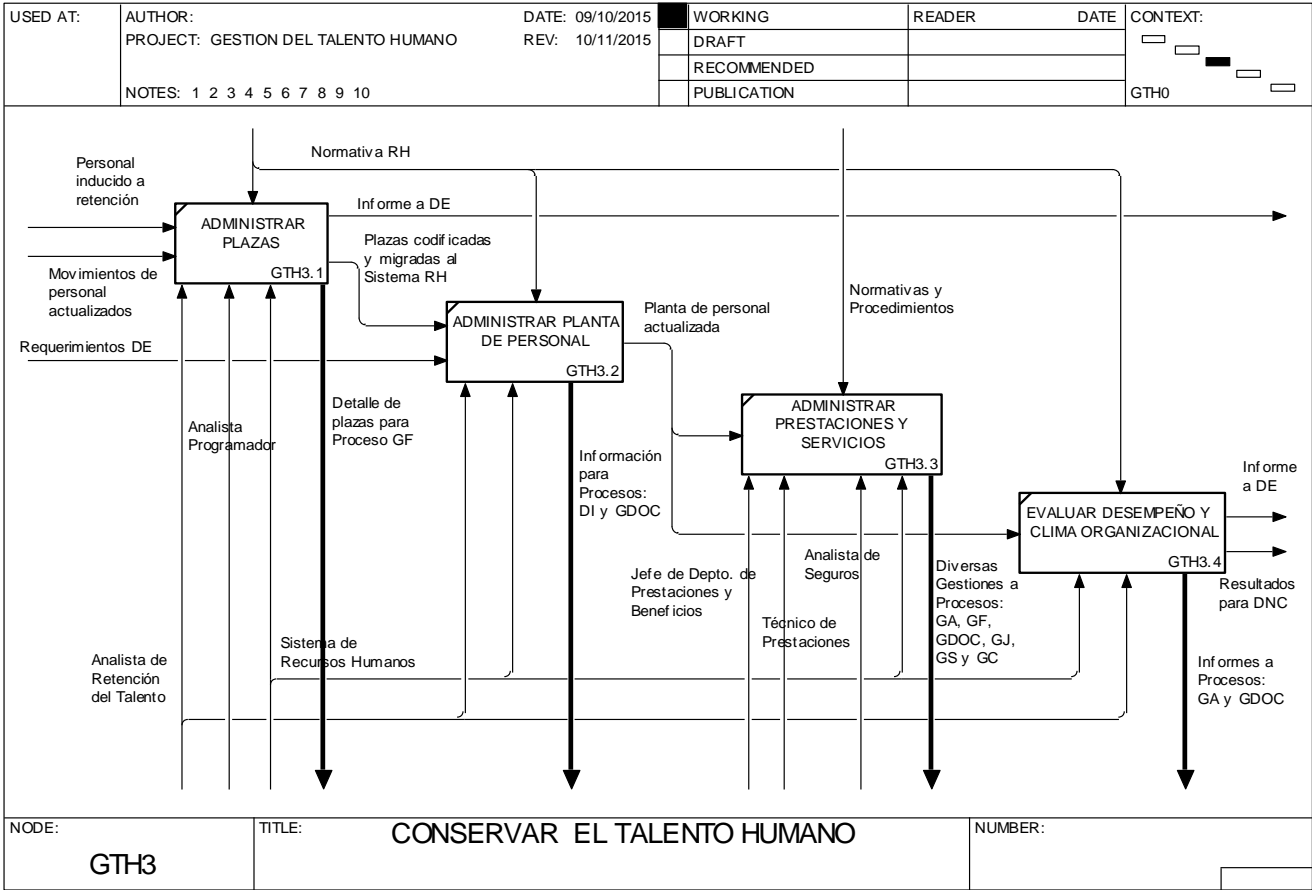 USED AT:
AUTHOR:
DATE: 09/10/2015
PROJECT: GESTION DEL TALENTO HUMANO
REV: 10/11/2015
NOTES: 1 2 3 4 5 6 7 8 9 10
WORKING
DRAFT
RECOMMENDED
PUBLICATION
READER
DATE
CONTEXT:
GTH0
Normativa RH
Personal
inducido a
retención
Informe a DE
ADMINISTRAR
PLAZAS
GTH3.1
Plazas codificadas
y migradas al
Sistema RH
Movimientos de
personal
actualizados
Normativas y
Procedimientos
Planta de personal
actualizada
ADMINISTRAR PLANTA
DE PERSONAL
GTH3.2
Requerimientos DE
Detalle de
plazas para
Proceso GF
Analista
Programador
ADMINISTRAR
PRESTACIONES Y
SERVICIOS
GTH3.3
Información
para
Procesos:
DI y GDOC
Informe
a DE
EVALUAR DESEMPEÑO Y
CLIMA ORGANIZACIONAL
GTH3.4
Analista de
Seguros
Jefe de Depto. de
Prestaciones y
Beneficios
Diversas
Gestiones a
Procesos:
GA, GF,
GDOC, GJ,
GS y GC
Resultados
para DNC
Técnico de
Prestaciones
Sistema de
Recursos Humanos
Analista de
Retención
del Talento
Informes a
Procesos:
GA y GDOC
NODE:
GTH3
TITLE:
CONSERVAR EL TALENTO HUMANO
NUMBER: